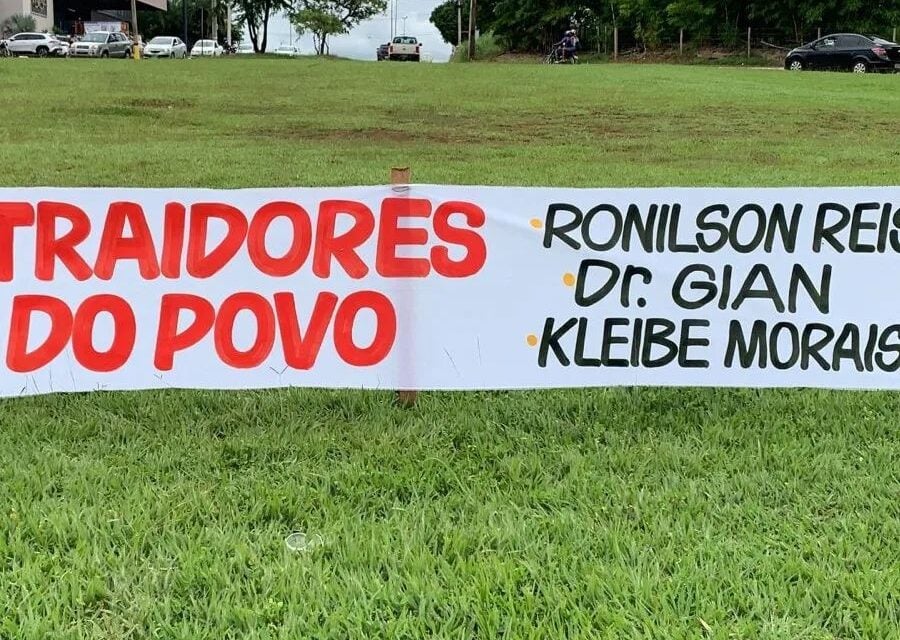 TRAIDORES
DO POVO
• RONILSON REIS
• Dr. GIAN
• KLEIBE MORAIS